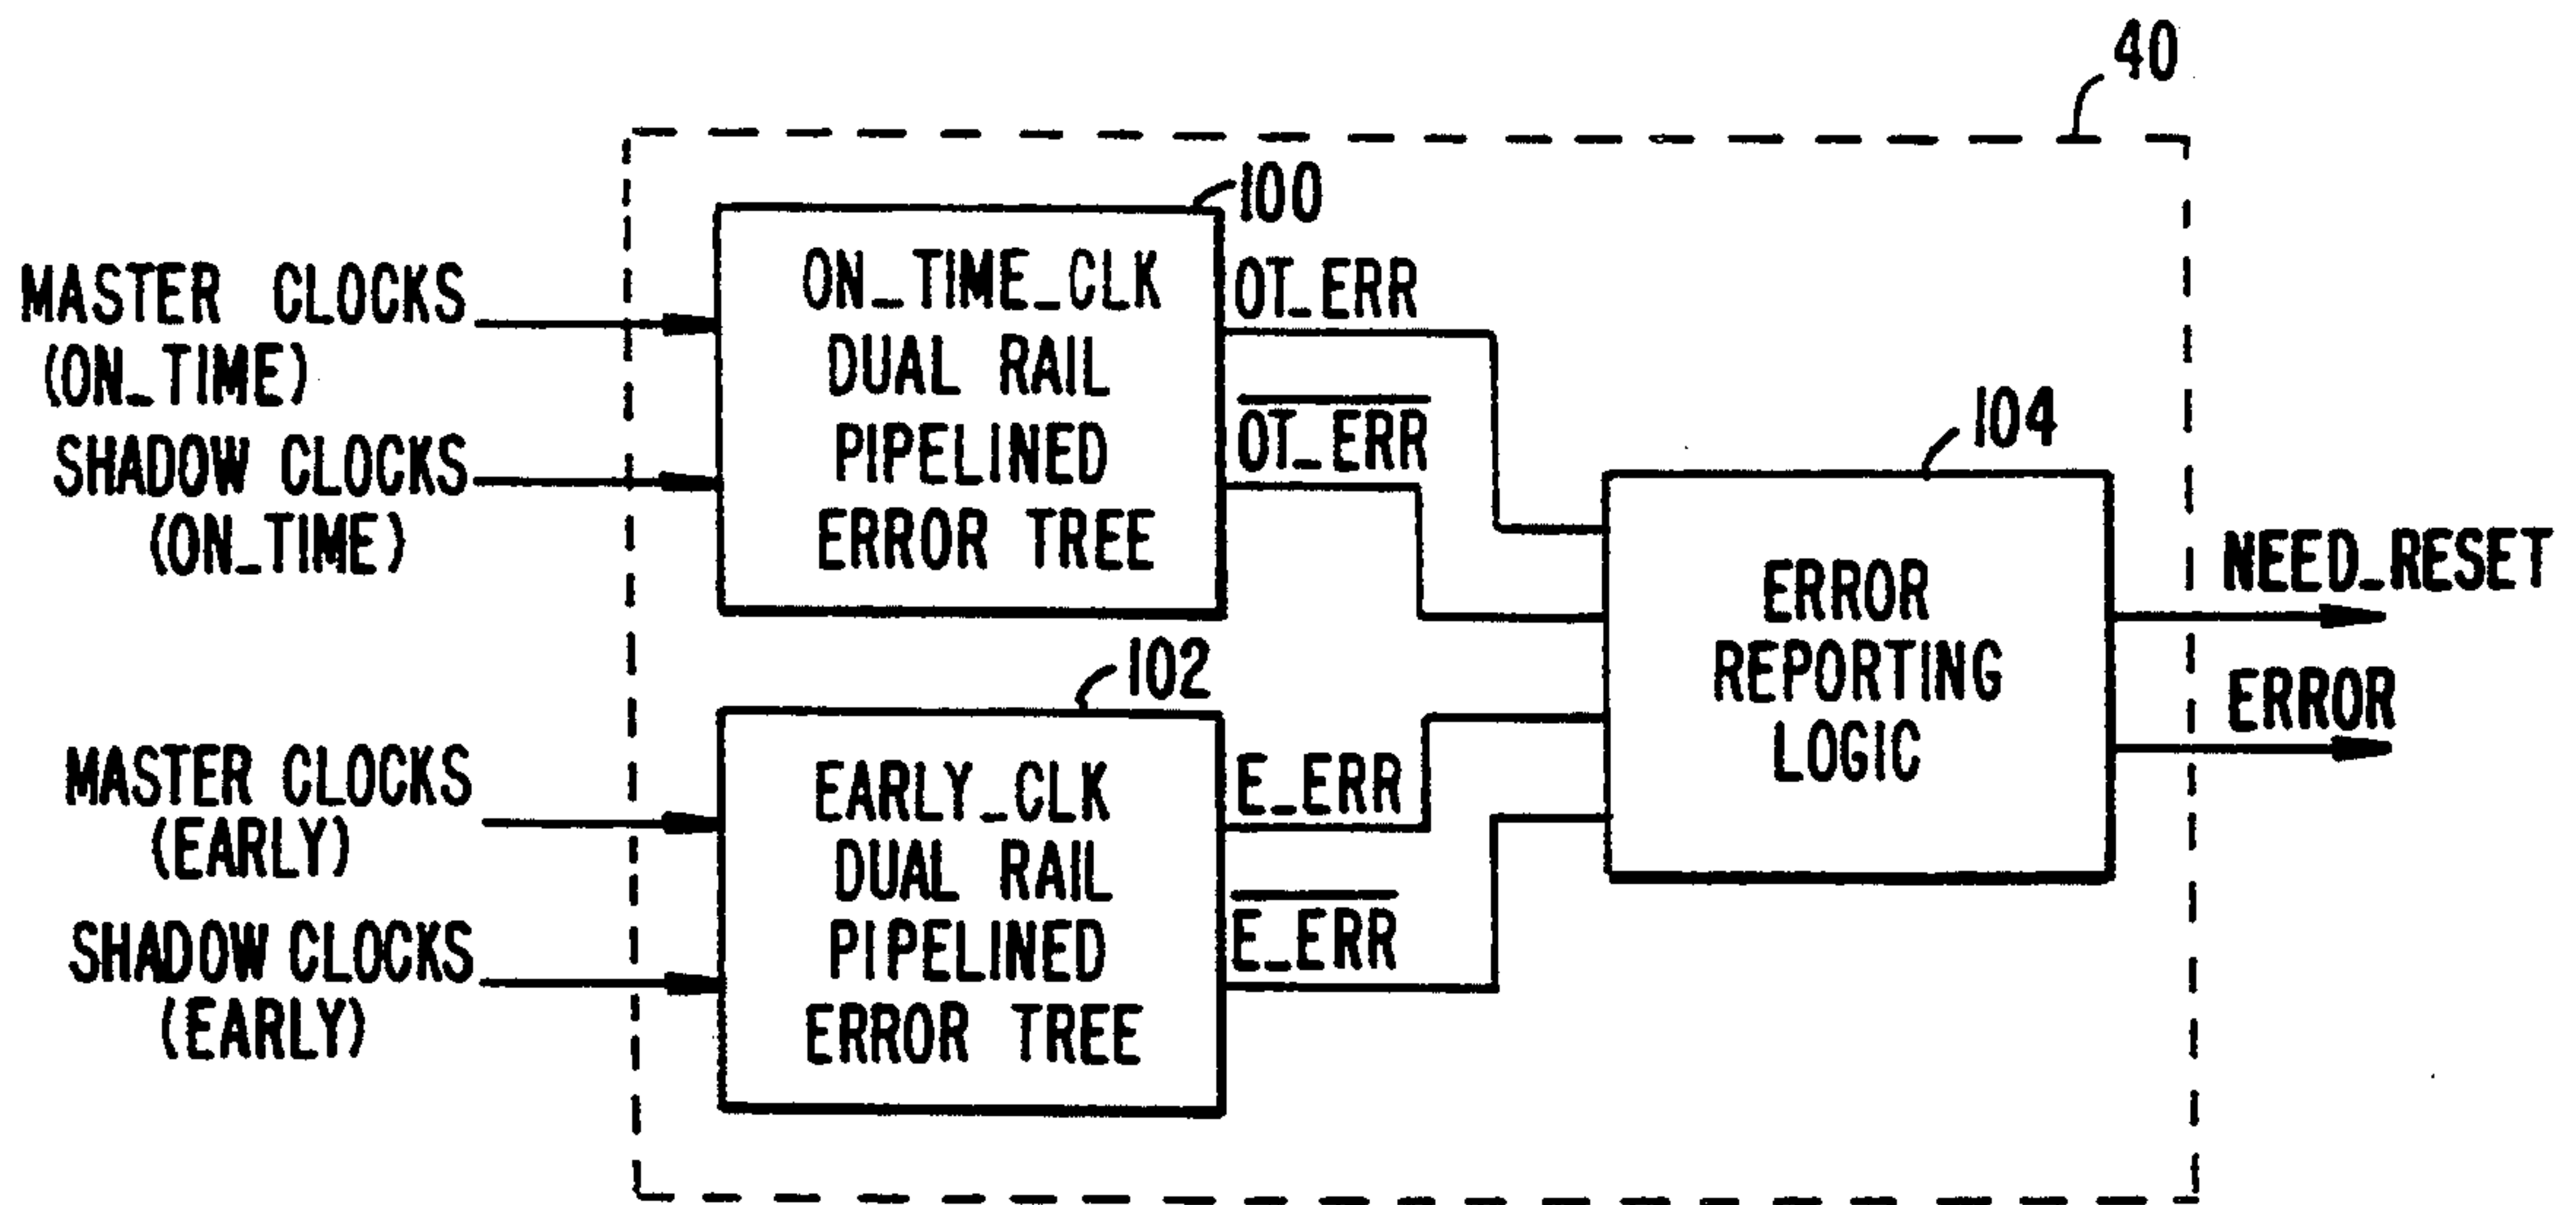 40
100
MASTER CLOCKS
(ON_TIME)
SHADOW CLOCKS
(ON_TIME)
ON_TIME_CLK
DUAL RAIL
PIPELINED
ERROR TREE
OT_ERR
OT_ERR
104
ERROR
REPORTING
LOGIC
NEED_RESET
ERROR
102
MASTER CLOCKS
(EARLY)
SHADOW CLOCKS
(EARLY)
EARLY_CLK
DUAL RAIL
PIPELINED
ERROR TREE
E_ERR
E_ERR